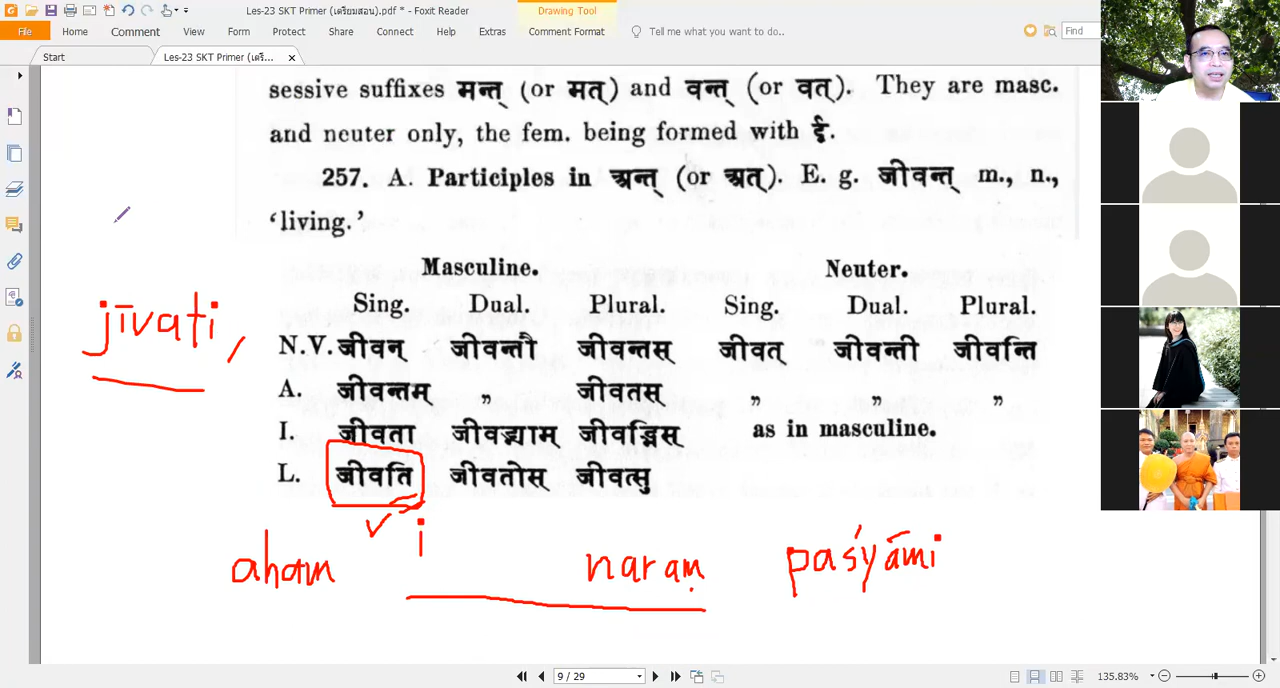 Les-23 SKT Primer (เตรียมสอน).pdf * - Foxit Reader
Drawing Tool
File Home Comment View Form Protect Share Connect Help Extras Comment Format Tell me what you want to do.. Find
Start Les-23 SKT Primer (เตรี...
sessive suffixes मन्त् (or मत्) and वन्त् (or वत्). They are masc.
and neuter only, the fem. being formed with ई.
257. A. Participles in अन्त् (or अत्). E. g. जीवन्त् m., n.,
‘living.’
Masculine. Neuter.
Sing. Dual. Plural. Sing. Dual. Plural.
jīvati,
N.V. जीवन् जीवन्तौ जीवन्तस् जीवत् जीवन्ती जीवन्ति
A. जीवन्तम् „ जीवतस् „ „ „
I. जीवता जीवद्भ्याम् जीवद्भिस् as in masculine.
L. जीवति जीवतोस् जीवत्सु
i
aham naraṃ paśyāmi
9 / 29 135.83%